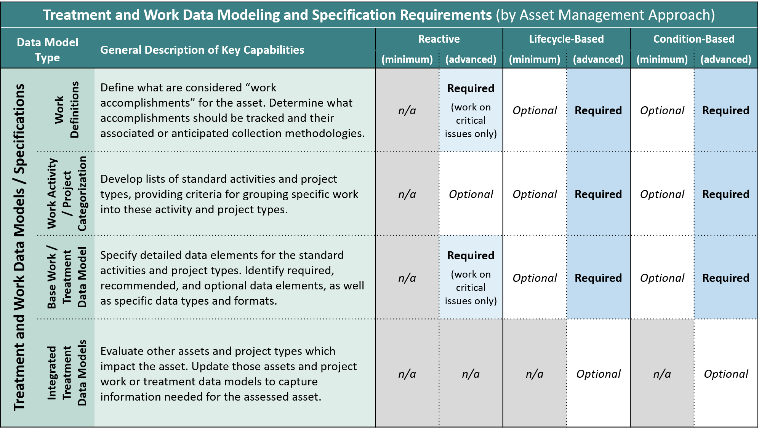 Treatment and Work Data Modeling and Specification Requirements (by Asset Management Approach)
Data Model
Type
General Description of Key Capabilities
Reactive
Lifecycle-Based
Condition-Based
(minimum)
(advanced)
(minimum)
(advanced)
(minimum)
(advanced)
Treatment and Work Data Models / Specifications
Work
Definitions
Define what are considered “work
accomplishments” for the asset. Determine what
accomplishments should be tracked and their
associated or anticipated collection methodologies.
n/a
Required
(work on
critical
issues only)
Optional
Required
Optional
Required
Work Activity
/ Project
Categorization
Develop lists of standard activities and project
types, providing criteria for grouping specific work
into these activity and project types.
n/a
Optional
Optional
Required
Optional
Required
Base Work /
Treatment
Data Model
Specify detailed data elements for the standard
activities and project types. Identify required,
recommended, and optional data elements, as well
as specific data types and formats.
n/a
Required
(work on
critical
issues only)
Optional
Required
Optional
Required
Integrated
Treatment
Data Models
Evaluate other assets and project types which
impact the asset. Update those assets and project
work or treatment data models to capture
information needed for the assessed asset.
n/a
n/a
n/a
Optional
n/a
Optional